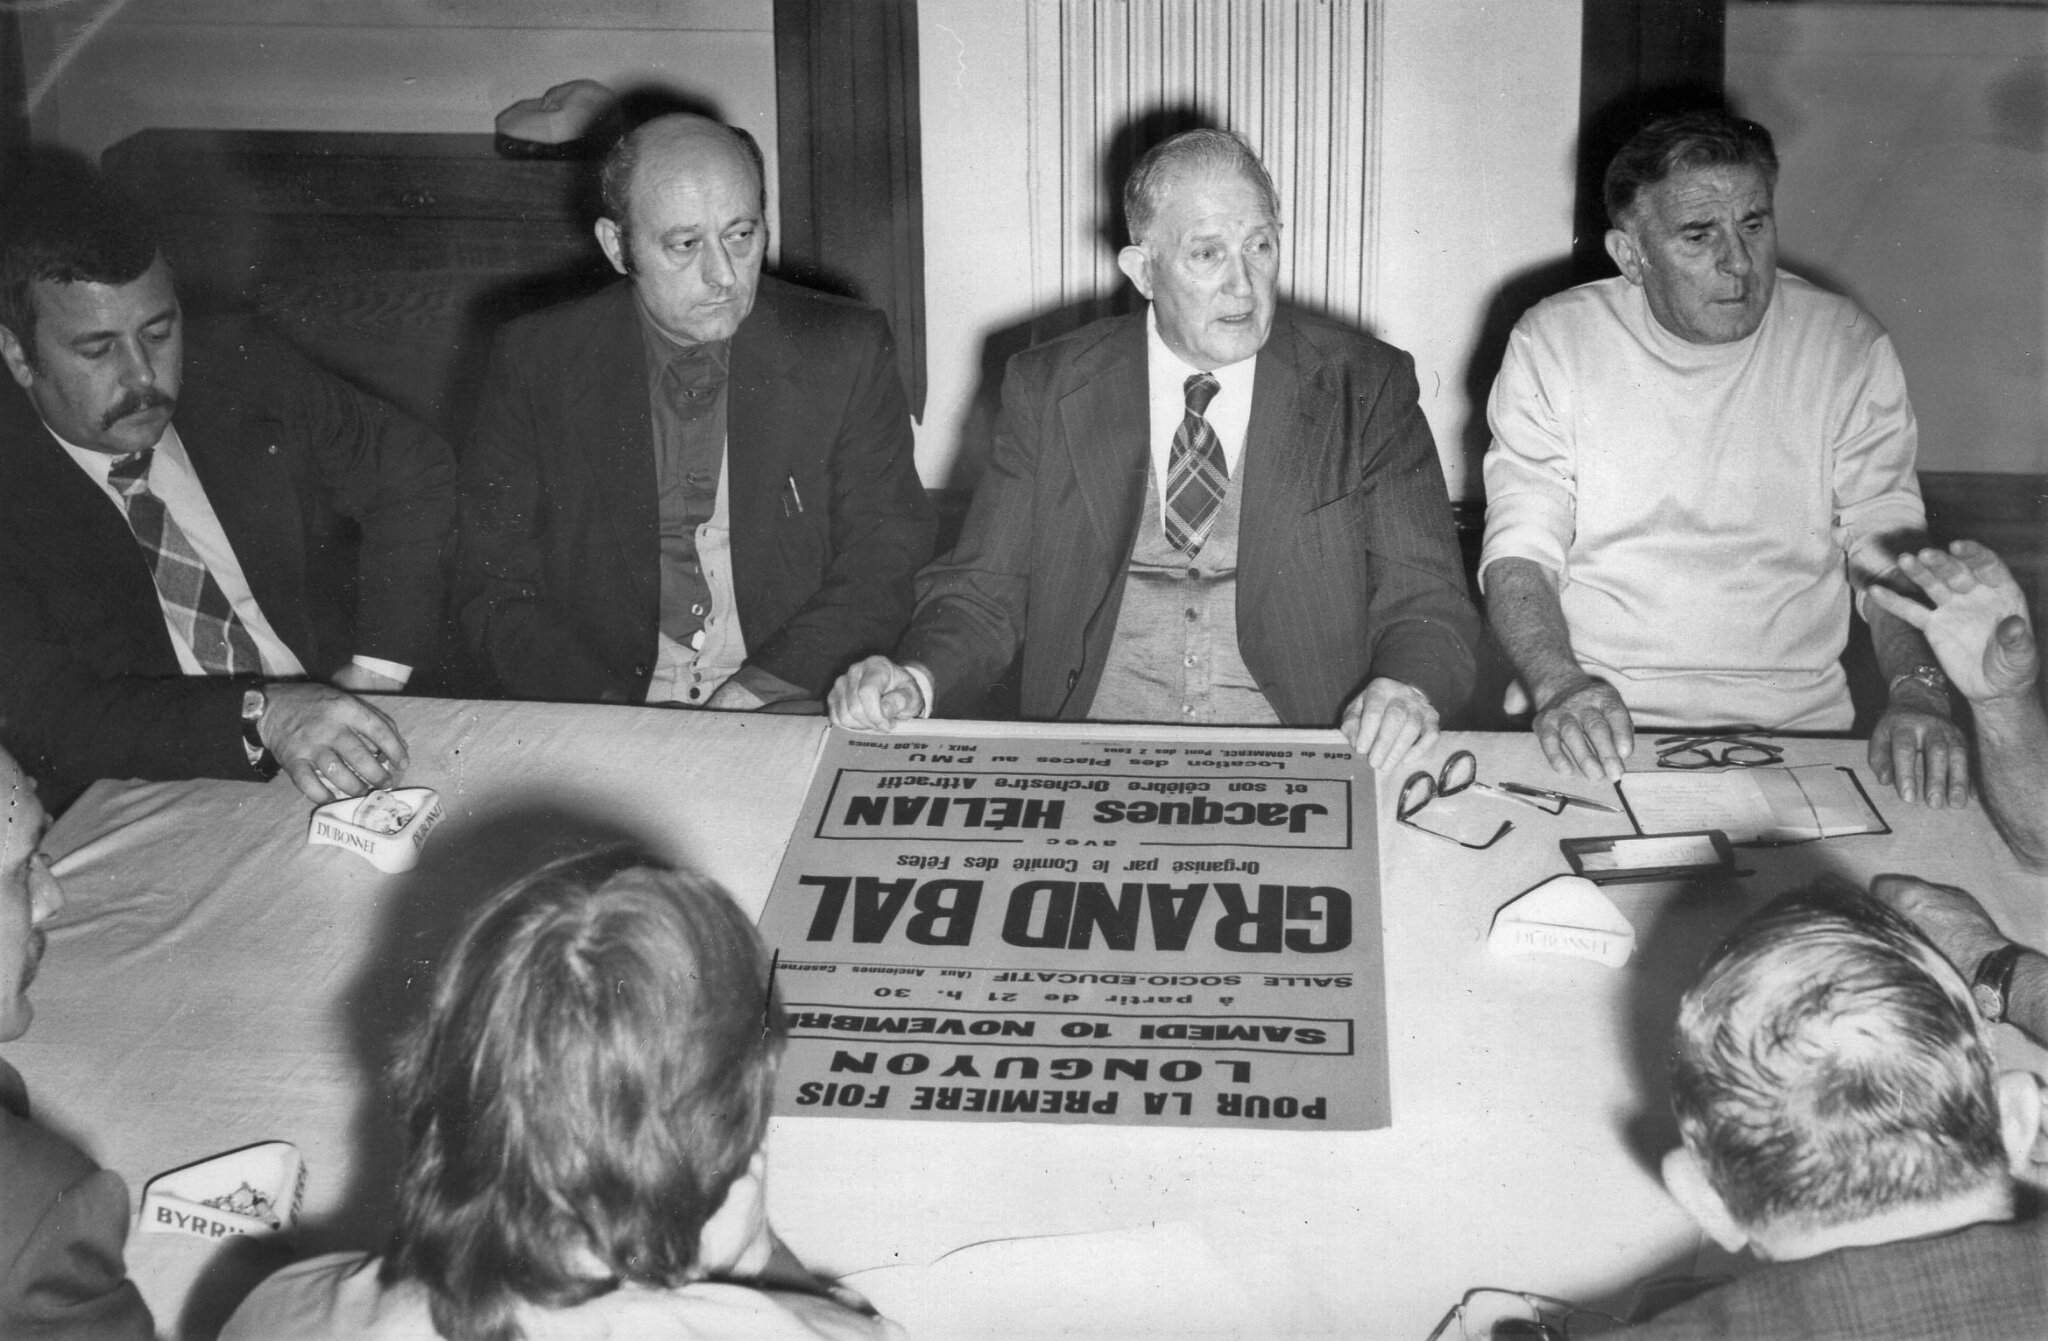 POUR LA PREMIERE FOIS
LONGUYON
SAMEDI 10 NOVEMBRE
à partir de 21 h. 30
SALLE SOCIO-EDUCATIF (Aux Anciennes Casernes
GRAND BAL
Organisé par le Comité des Fêtes
avec
Jacques HÉLIAN
et son célèbre Orchestre Attractif
Location des Places au PMU
Café du COMMERCE, Pont des 2 Eaux
PRIX : 45,00 Francs
DUBONNET
DUBONNET
DUBONNET
BYRRH